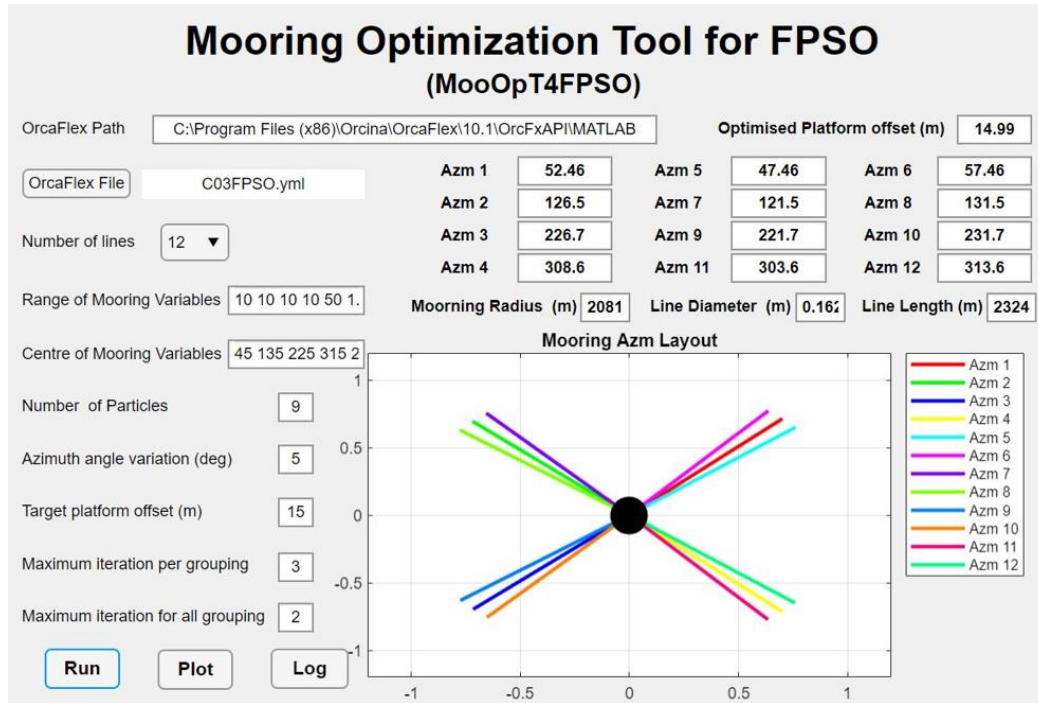 Mooring Optimization Tool for FPSO
(MooOpT4FPSO)
OrcaFlex Path C:\Program Files (x86)\Orcina\OrcaFlex\10.1\OrcFxAPI\MATLAB Optimised Platform offset (m) 14.99
OrcaFlex File C03FPSO.yml
Azm 1 52.46 Azm 5 47.46 Azm 6 57.46
Azm 2 126.5 Azm 7 121.5 Azm 8 131.5
Number of lines 12 ▼
Azm 3 226.7 Azm 9 221.7 Azm 10 231.7
Azm 4 308.6 Azm 11 303.6 Azm 12 313.6
Range of Mooring Variables 10 10 10 10 50 1.
Moorning Radius (m) 2081 Line Diameter (m) 0.162 Line Length (m) 2324
Centre of Mooring Variables 45 135 225 315 2
Number of Particles 9
Azimuth angle variation (deg) 5
Target platform offset (m) 15
Maximum iteration per grouping 3
Maximum iteration for all grouping 2
Run Plot Log
Mooring Azm Layout
1
0.5
0
-0.5
-1
-1 -0.5 0 0.5 1
Azm 1
Azm 2
Azm 3
Azm 4
Azm 5
Azm 6
Azm 7
Azm 8
Azm 9
Azm 10
Azm 11
Azm 12